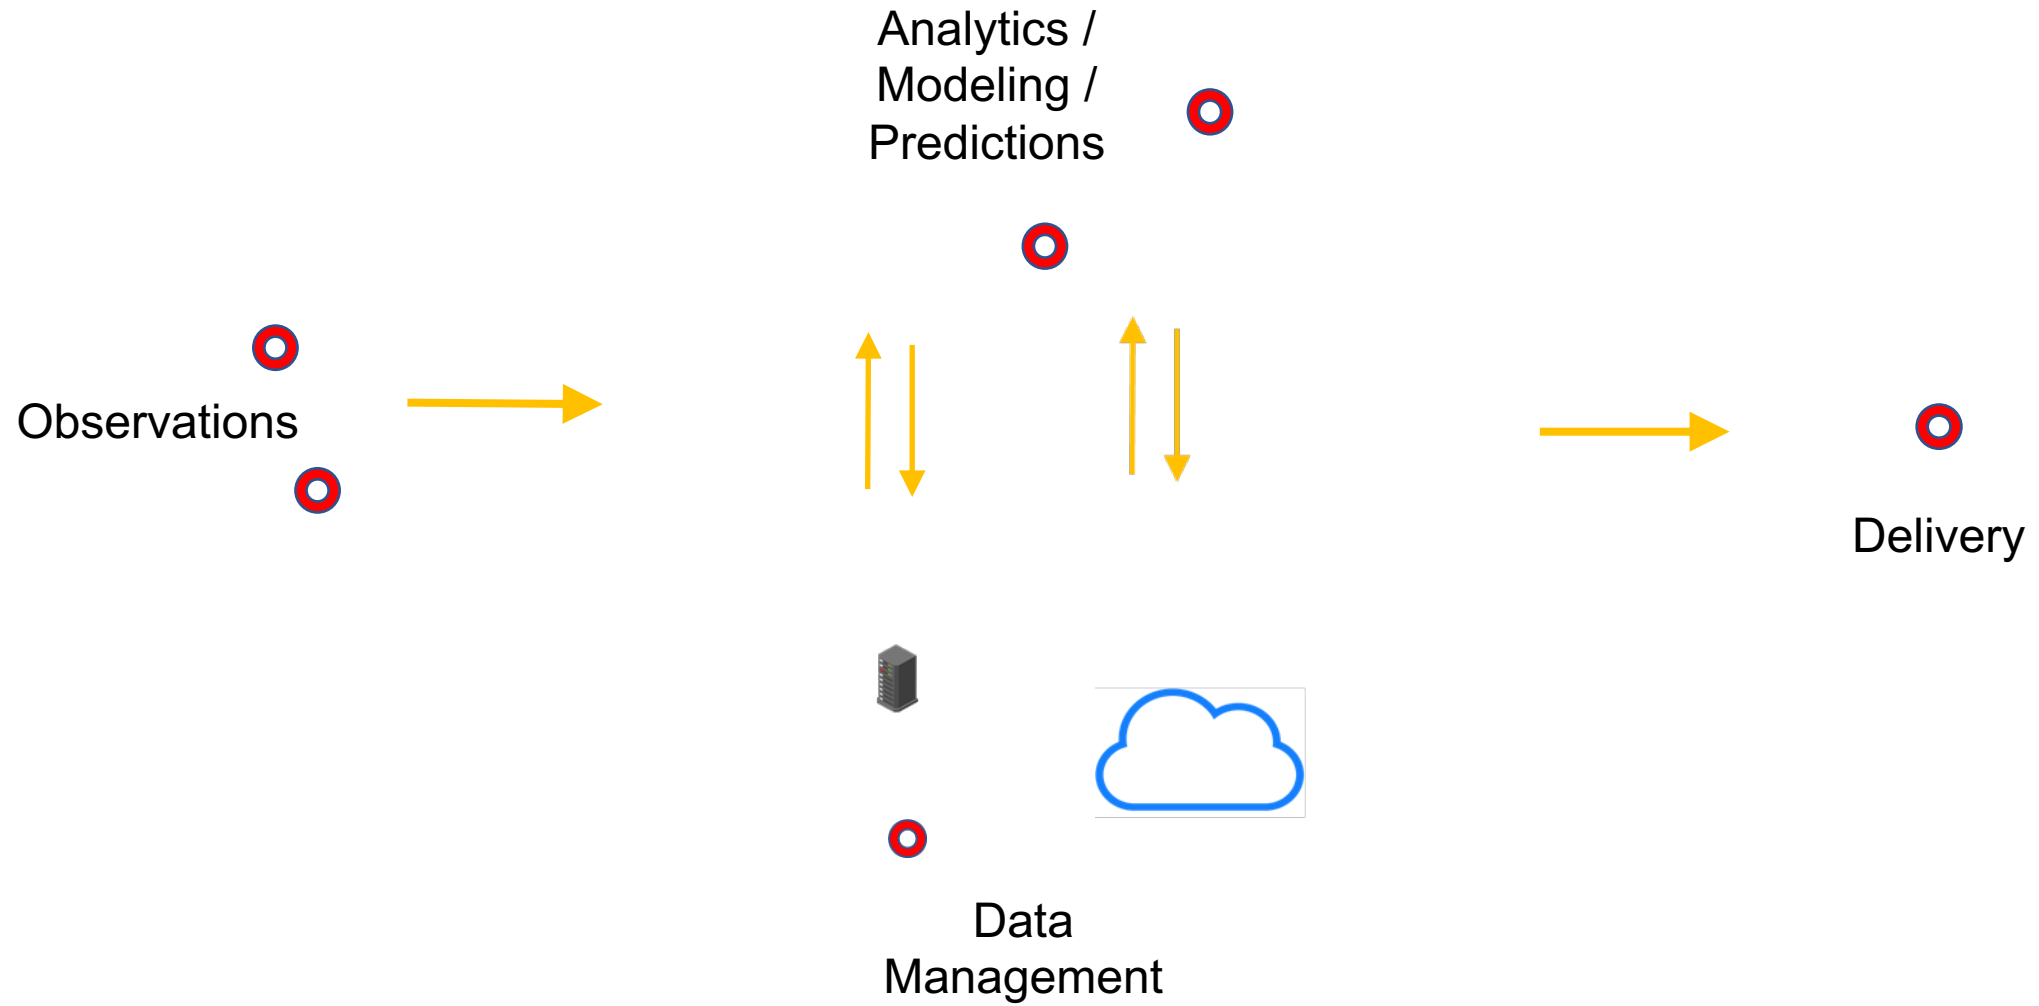 Analytics /
Modeling /
Predictions
Observations
Delivery
Data
Management